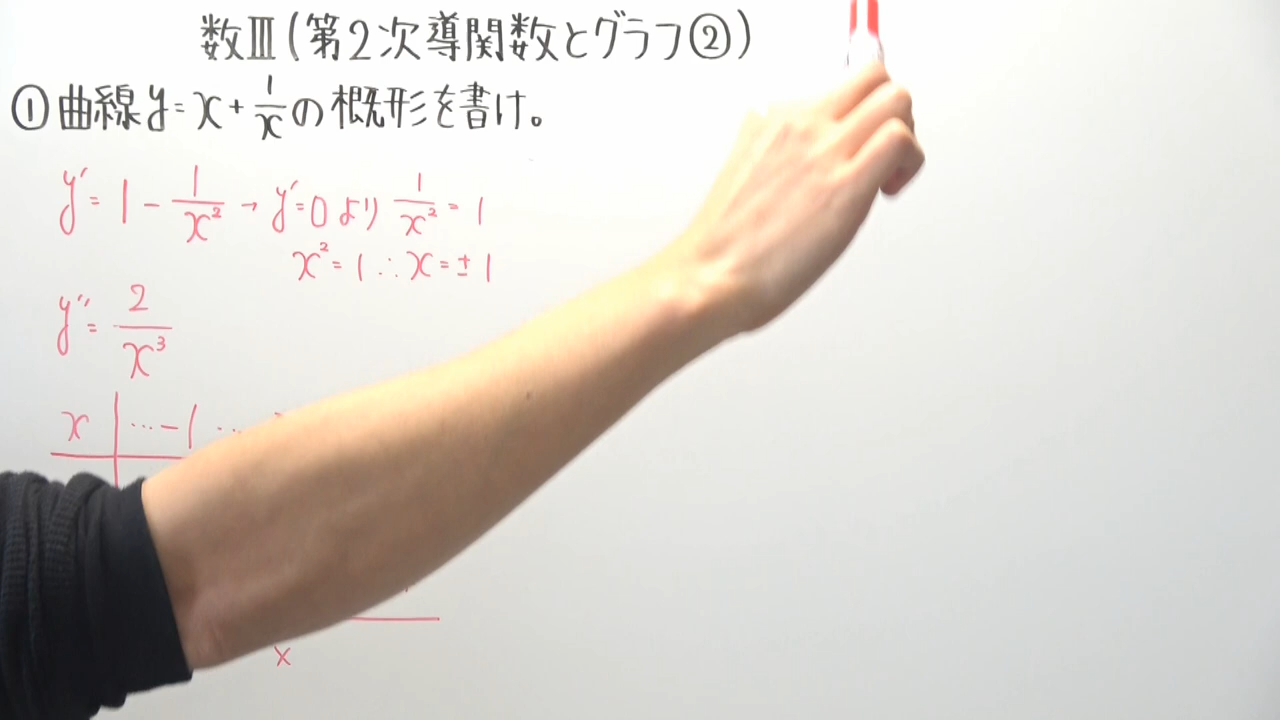 数Ⅲ(第2次導関数とグラフ②)
①曲線y=x+1/xの概形を書け。
y'=1-1/x² → y'=0より 1/x²=1
x²=1 ∴x=±1
y''=2/x³
x … -1 …
x